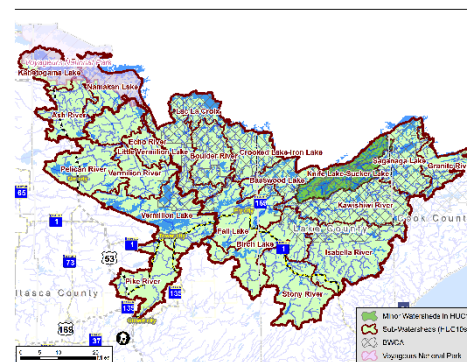 Voyageurs National Park
Kabetogama Lake
Namakan Lake
Lac La Croix
Ash River
Echo River
Little Vermilion Lake
Boulder River
Crooked Lake-Iron Lake
Saganaga Lake
Granite River
Pelican River
Vermilion River
Basswood Lake
Knife Lake-Sucker Lake
65
169
Kawishiwi River
1
Vermilion Lake
Cook County
Fall Lake
Lake County
1
Birch Lake
1
53
Isabella River
73
Itasca County
Pike River
135
Stony River
135
169
37
Minor Watersheds in HUC
Sub-Watersheds (HUC10s
BWCA
Voyageurs National Park
0